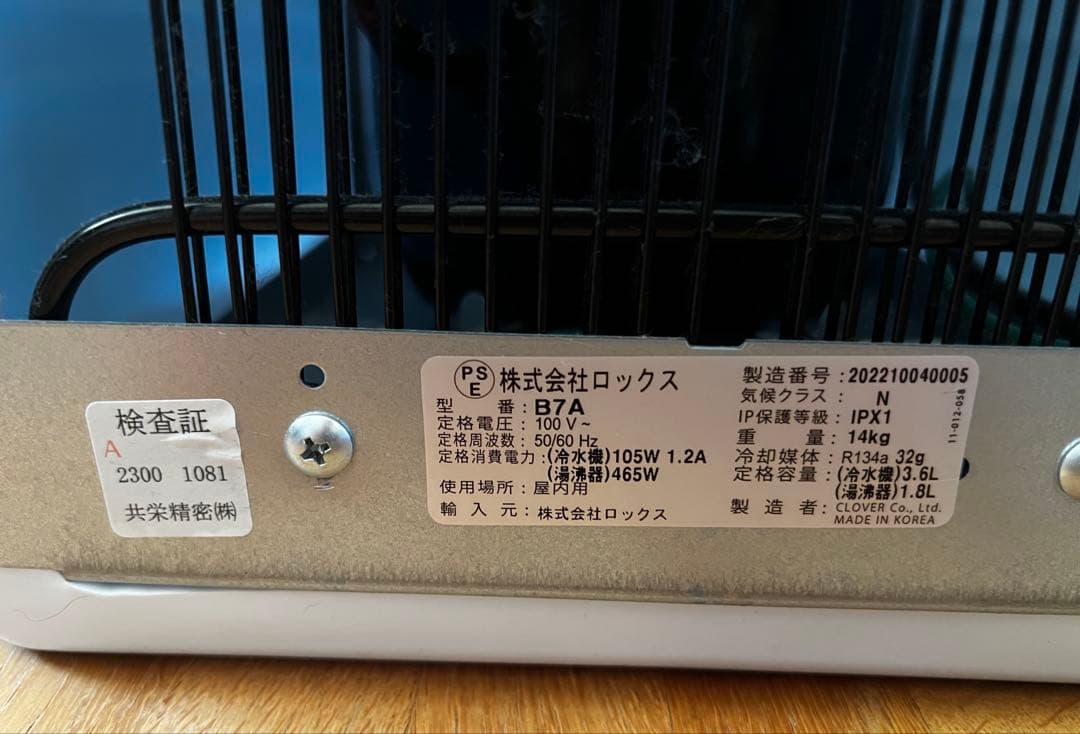 検査証
A
2300 1081
共栄精密㈱
PS
E
株式会社ロックス
型 番: B7A
定格電圧: 100 V~
定格周波数: 50/60 Hz
定格消費電力: (冷水機)105W 1.2A
(湯沸器)465W
使用場所: 屋内用
輸入元: 株式会社ロックス
製造番号: 202210040005
気候クラス: N
IP保護等級: IPX1
重 量: 14kg
冷却媒体: R134a 32g
定格容量: (冷水機)3.6L
(湯沸器)1.8L
製造者: CLOVER Co., Ltd.
MADE IN KOREA
11-012-058